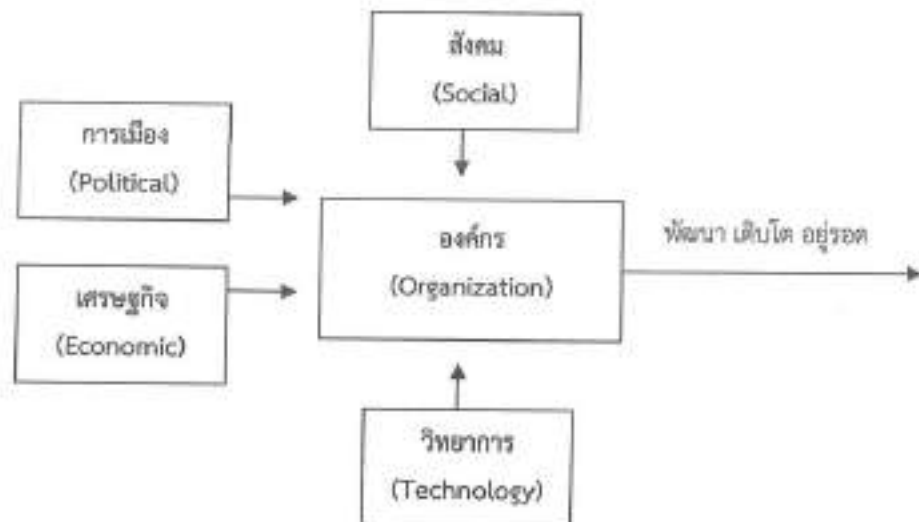 สังคม
(Social)
การเมือง
(Political)
องค์กร
(Organization)
พัฒนา เติบโต อยู่รอด
เศรษฐกิจ
(Economic)
วิทยาการ
(Technology)